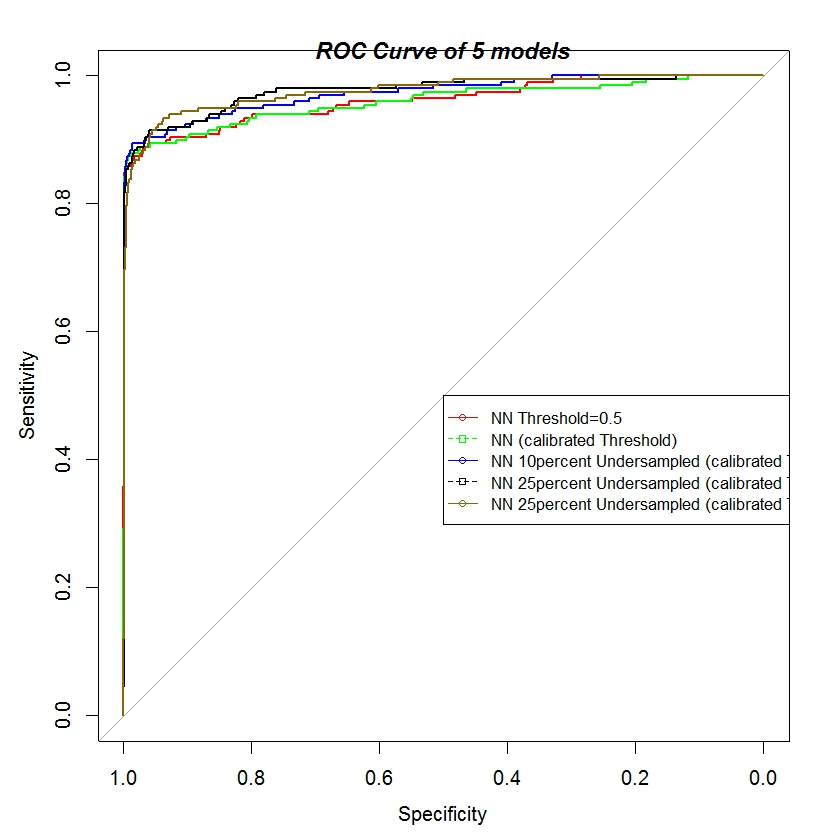 ROC Curve of 5 models
1.0
0.8
0.6
0.4
0.2
0.0
Sensitivity
NN Threshold=0.5
NN (calibrated Threshold)
NN 10percent Undersampled (calibrated
NN 25percent Undersampled (calibrated
NN 25percent Undersampled (calibrated
1.0 0.8 0.6 0.4 0.2 0.0
Specificity